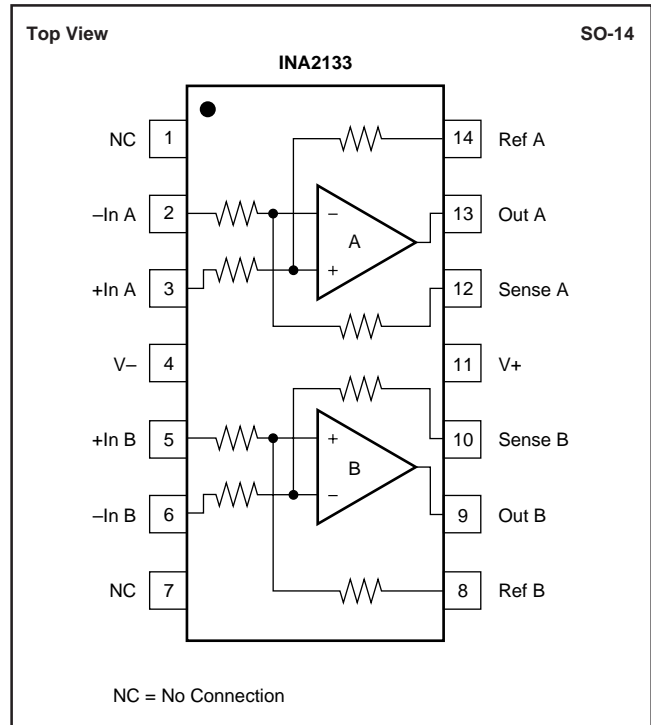 Top View SO-14
INA2133
NC 1 14 Ref A
–In A 2 – 13 Out A
A
+In A 3 + 12 Sense A
V– 4 11 V+
+In B 5 + 10 Sense B
B
–In B 6 – 9 Out B
NC 7 8 Ref B
NC = No Connection